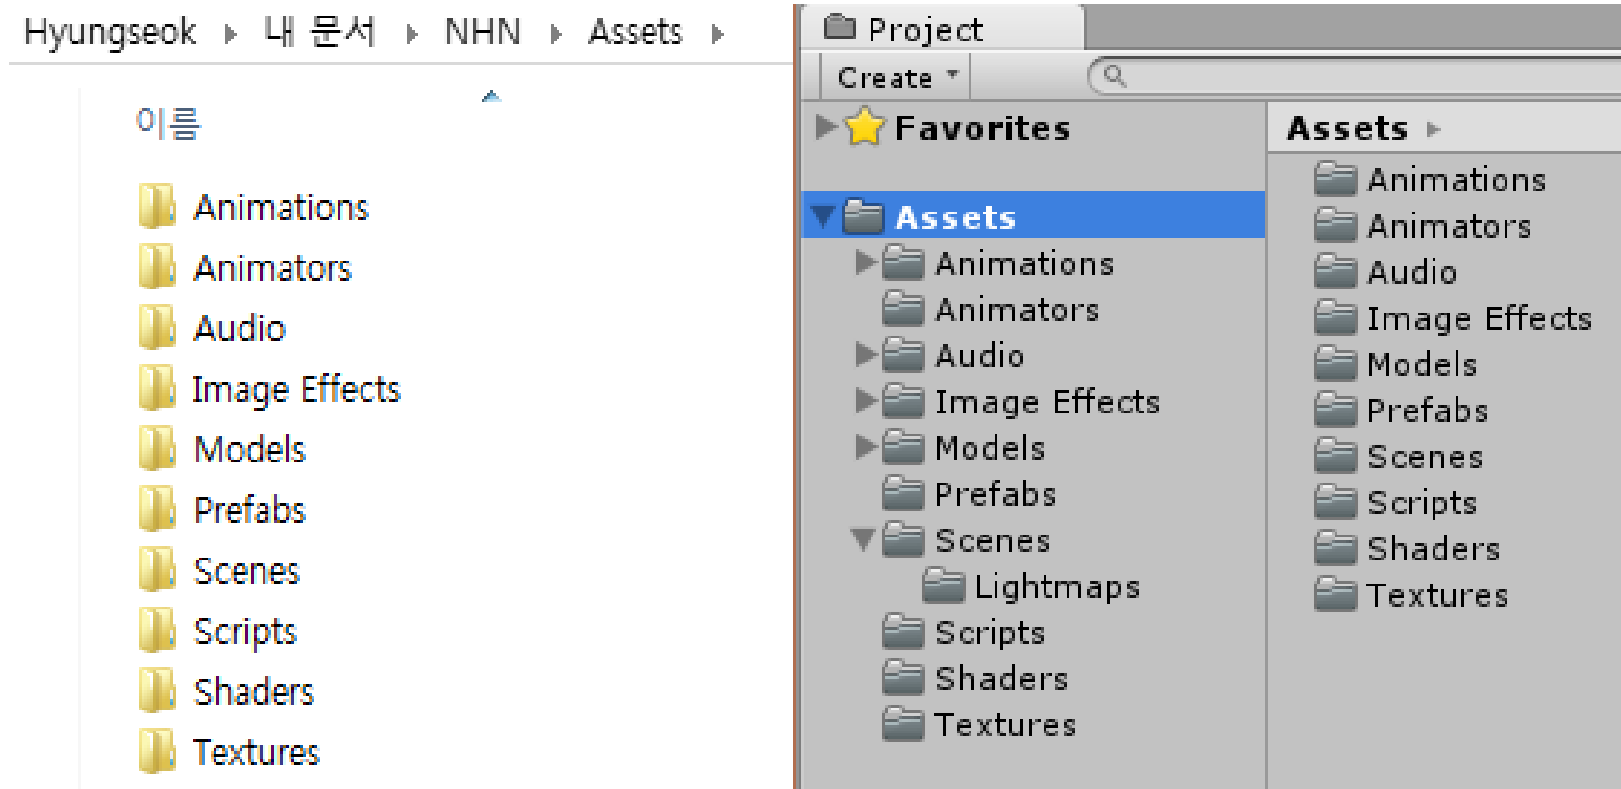 Hyungseok 내 문서 NHN Assets
이름
Animations
Animators
Audio
Image Effects
Models
Prefabs
Scenes
Scripts
Shaders
Textures
Project
Create
Favorites
Assets
Animations
Animators
Audio
Image Effects
Models
Prefabs
Scenes
Lightmaps
Scripts
Shaders
Textures
Assets
Animations
Animators
Audio
Image Effects
Models
Prefabs
Scenes
Scripts
Shaders
Textures